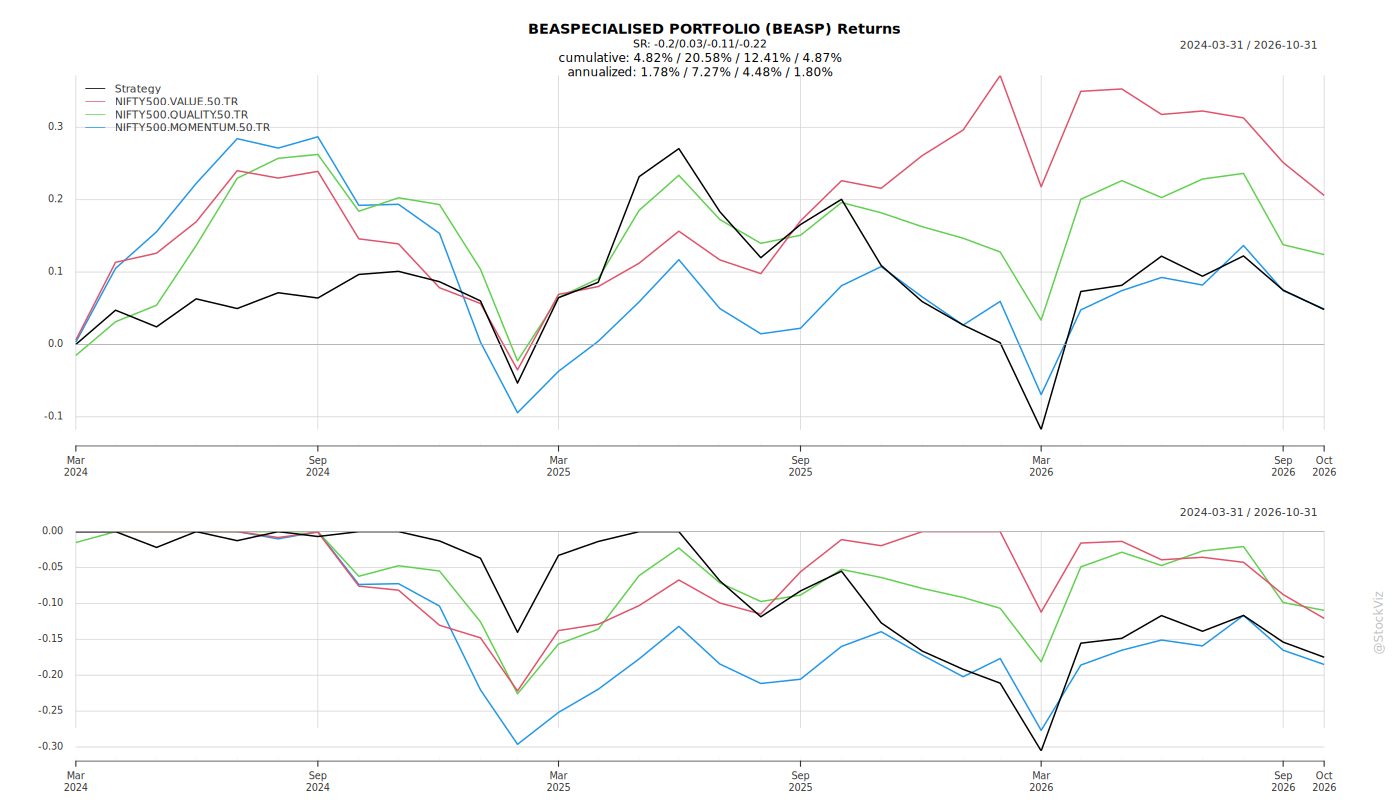 BEASPECIALISED PORTFOLIO (BEASP) Returns
SR: -0.2/0.03/-0.11/-0.22
cumulative: 4.82% / 20.58% / 12.41% / 4.87%
annualized: 1.78% / 7.27% / 4.48% / 1.80%
2024-03-31 / 2026-10-31
Strategy
NIFTY500.VALUE.50.TR
NIFTY500.QUALITY.50.TR
NIFTY500.MOMENTUM.50.TR
0.3
0.2
0.1
0.0
-0.1
Mar Sep Mar Sep Mar Sep Oct
2024 2024 2025 2025 2026 2026 2026
2024-03-31 / 2026-10-31
0.00
-0.05
-0.10
-0.15
-0.20
-0.25
-0.30
Mar Sep Mar Sep Mar Sep Oct
2024 2024 2025 2025 2026 2026 2026
@StockViz